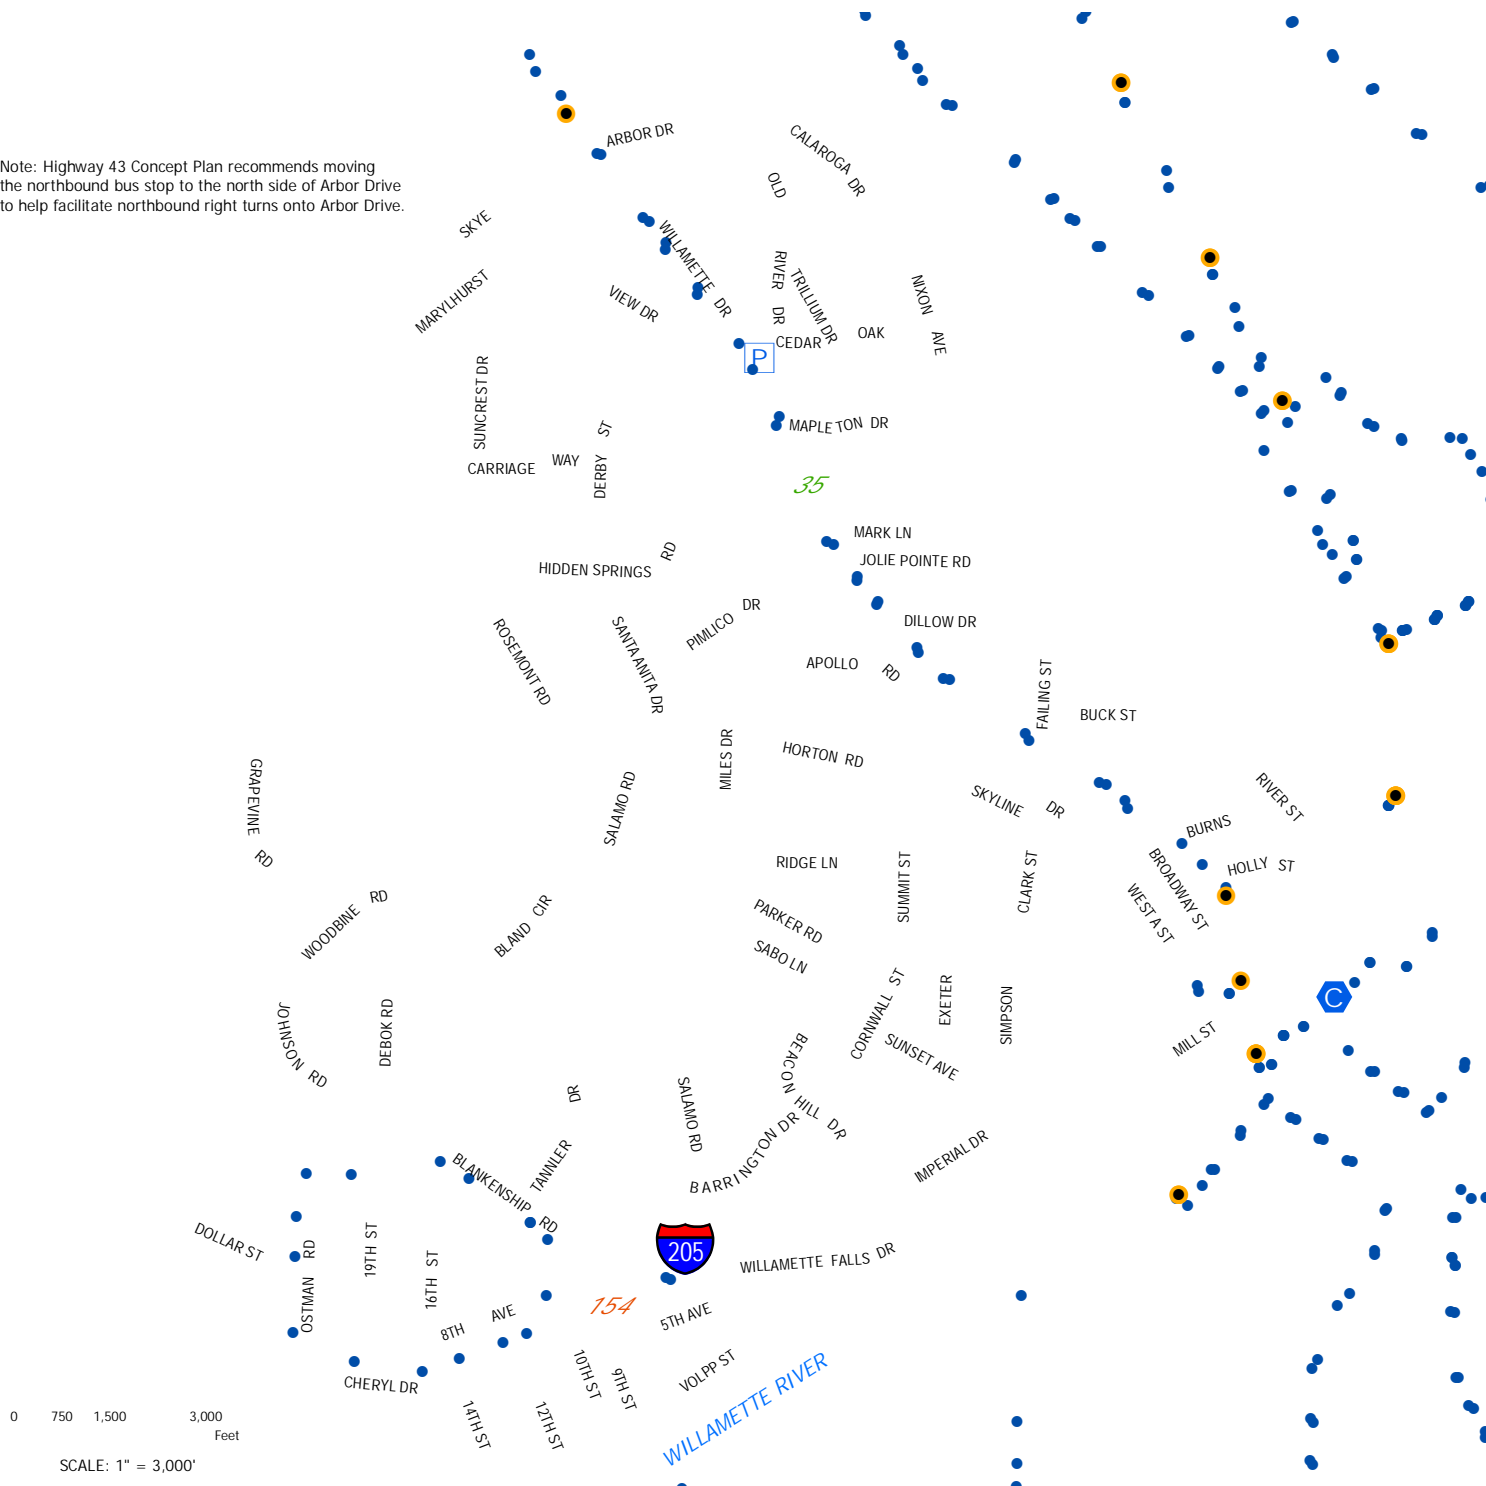 ARBOR DR
CALAROGA DR
Note: Highway 43 Concept Plan recommends moving
the northbound bus stop to the north side of Arbor Drive
to help facilitate northbound right turns onto Arbor Drive.
OLD
RIVER DR
SKYE
WILLAMETTE DR
MARYLHURST
VIEW DR
TRILLIUM DR
NIXON AVE
OAK
CEDAR
P
SUNCREST DR
MAPLETON DR
CARRIAGE WAY
DERBY ST
35
MARK LN
JOLIE POINTE RD
HIDDEN SPRINGS RD
PIMLICO DR
DILLOW DR
ROSEMONT RD
SANTA ANITA DR
APOLLO RD
FAILING ST
BUCK ST
GRAPEVINE RD
SALAMO RD
MILES DR
HORTON RD
SKYLINE DR
RIVER ST
BURNS
HOLLY ST
BROADWAY ST
WEST A ST
RIDGE LN
SUMMIT ST
CLARK ST
WOODBINE RD
BLAND CIR
PARKER RD
SABO LN
CORNWALL ST
EXETER
SIMPSON
C
JOHNSON RD
DEBOK RD
SUNSET AVE
MILL ST
BEACON HILL DR
SALAMO RD
BARRINGTON DR
IMPERIAL DR
TANNLER DR
BLANKENSHIP RD
DOLLAR ST
OSTMAN RD
19TH ST
16TH ST
205
WILLAMETTE FALLS DR
154
5TH AVE
8TH AVE
10TH ST
9TH ST
VOLPP ST
WILLAMETTE RIVER
CHERYL DR
14TH ST
12TH ST
0 750 1,500 3,000
Feet
SCALE: 1" = 3,000'